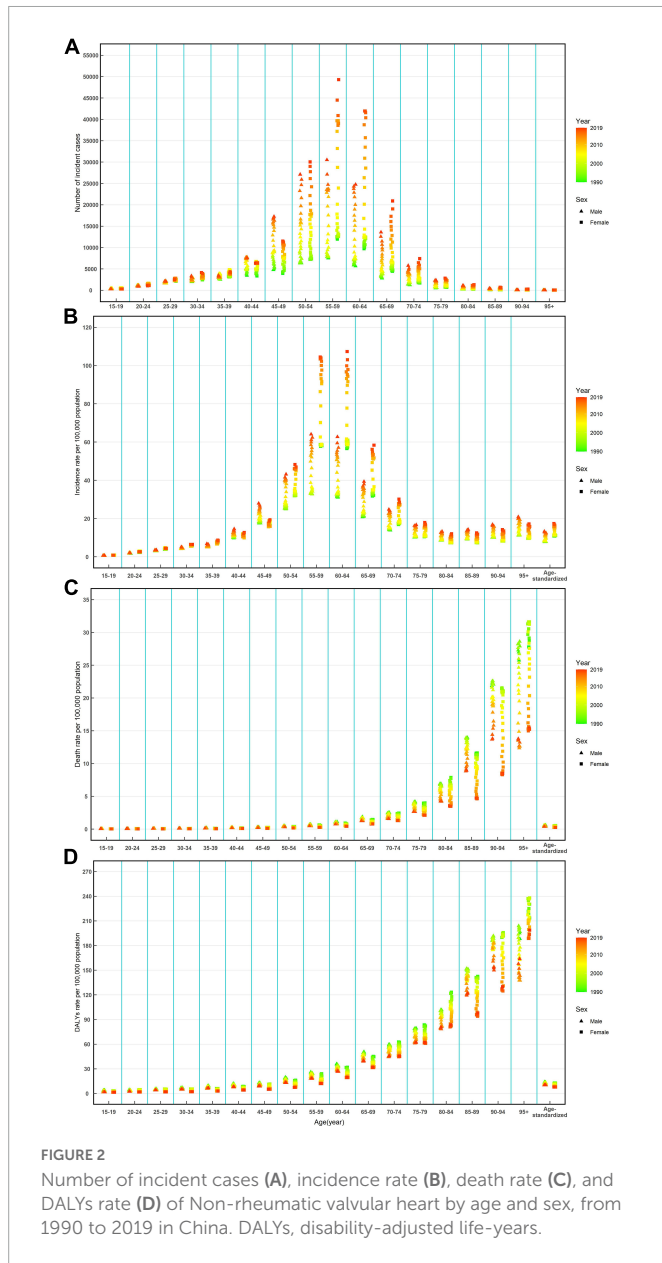 A
Number of incident cases
55000
50000
45000
40000
35000
30000
25000
20000
15000
10000
5000
0
15-19 20-24 25-29 30-34 35-39 40-44 45-49 50-54 55-59 60-64 65-69 70-74 75-79 80-84 85-89 90-94 95+
Year
2019
2010
2000
1990
Sex
Male
Female
B
Incidence rate per 100,000 population
120
100
80
60
40
20
0
15-19 20-24 25-29 30-34 35-39 40-44 45-49 50-54 55-59 60-64 65-69 70-74 75-79 80-84 85-89 90-94 95+ Age-
standardized
Year
2019
2010
2000
1990
Sex
Male
Female
C
Death rate per 100,000 population
35
30
25
20
15
10
5
0
15-19 20-24 25-29 30-34 35-39 40-44 45-49 50-54 55-59 60-64 65-69 70-74 75-79 80-84 85-89 90-94 95+ Age-
standardized
Year
2019
2010
2000
1990
Sex
Male
Female
D
DALYs rate per 100,000 population
270
240
210
180
150
120
90
60
30
0
15-19 20-24 25-29 30-34 35-39 40-44 45-49 50-54 55-59 60-64 65-69 70-74 75-79 80-84 85-89 90-94 95+ Age-
standardized
Age(year)
Year
2019
2010
2000
1990
Sex
Male
Female
FIGURE 2
Number of incident cases (A), incidence rate (B), death rate (C), and
DALYs rate (D) of Non-rheumatic valvular heart by age and sex, from
1990 to 2019 in China. DALYs, disability-adjusted life-years.